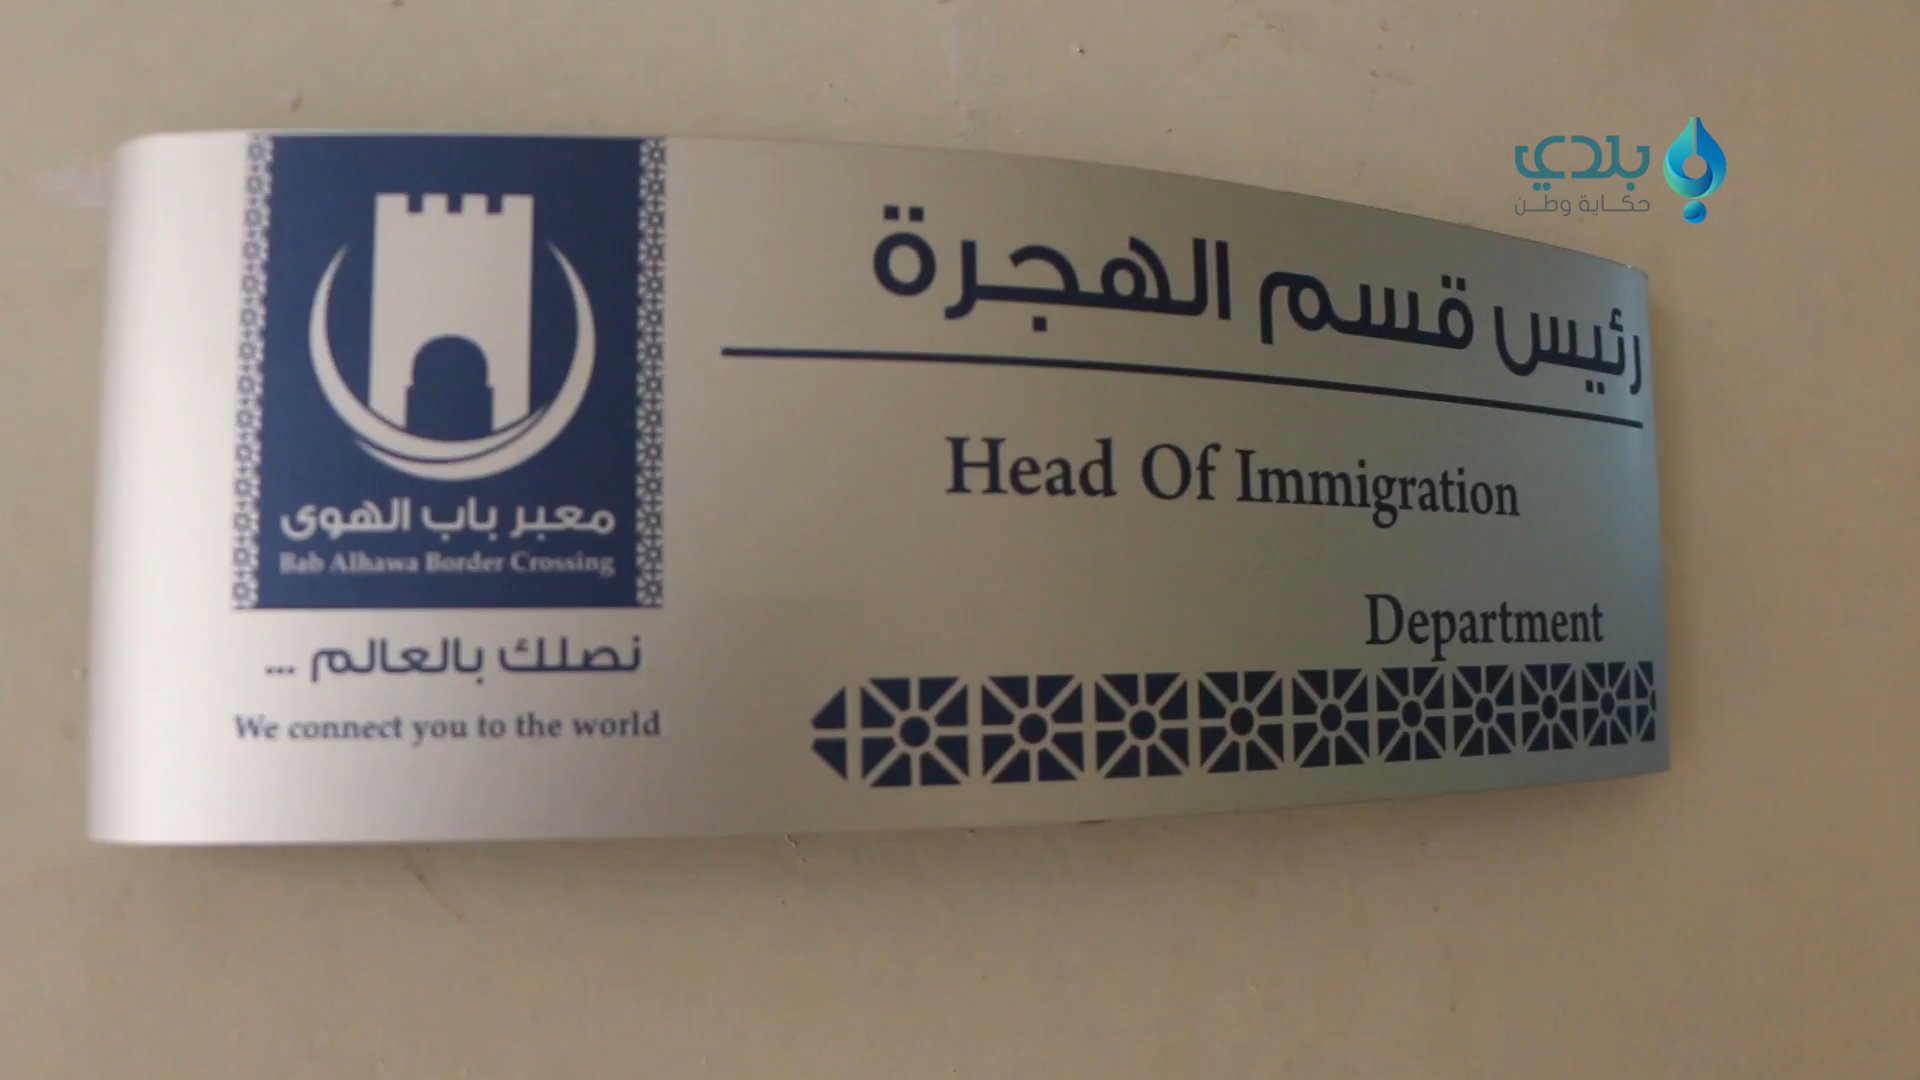 بلدي
حكاية وطن
رئيس قسم الهجرة
Head Of Immigration
Department
معبر باب الهوى
Bab Alhawa Border Crossing
نصلك بالعالم ...
We connect you to the world